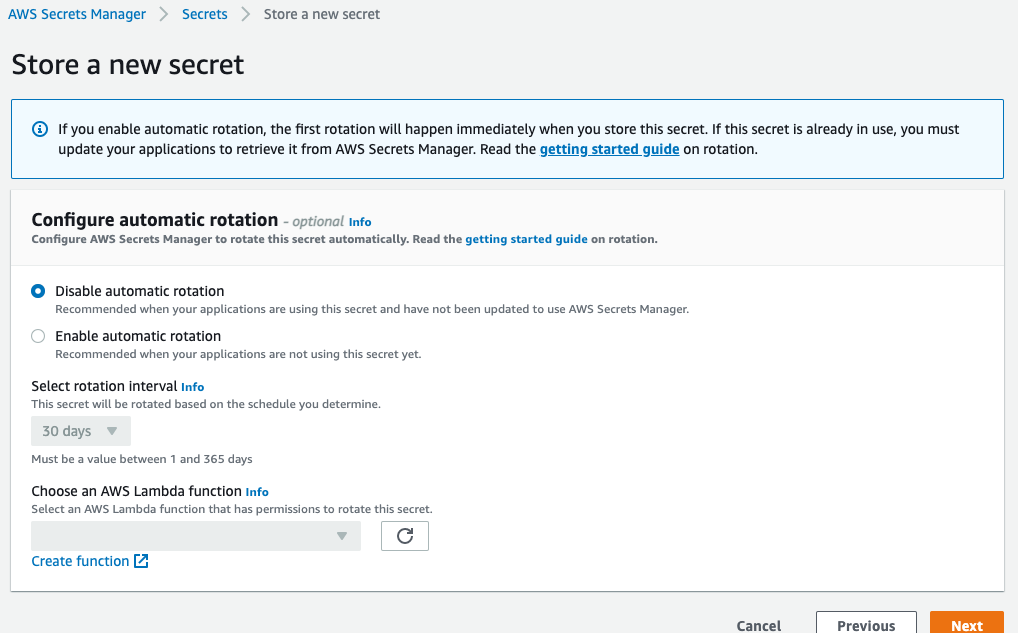 AWS Secrets Manager > Secrets > Store a new secret
Store a new secret
If you enable automatic rotation, the first rotation will happen immediately when you store this secret. If this secret is already in use, you must
update your applications to retrieve it from AWS Secrets Manager. Read the getting started guide on rotation.
Configure automatic rotation - optional Info
Configure AWS Secrets Manager to rotate this secret automatically. Read the getting started guide on rotation.
Disable automatic rotation
Recommended when your applications are using this secret and have not been updated to use AWS Secrets Manager.
Enable automatic rotation
Recommended when your applications are not using this secret yet.
Select rotation interval Info
This secret will be rotated based on the schedule you determine.
30 days
Must be a value between 1 and 365 days
Choose an AWS Lambda function Info
Select an AWS Lambda function that has permissions to rotate this secret.
Create function
Cancel Previous Next